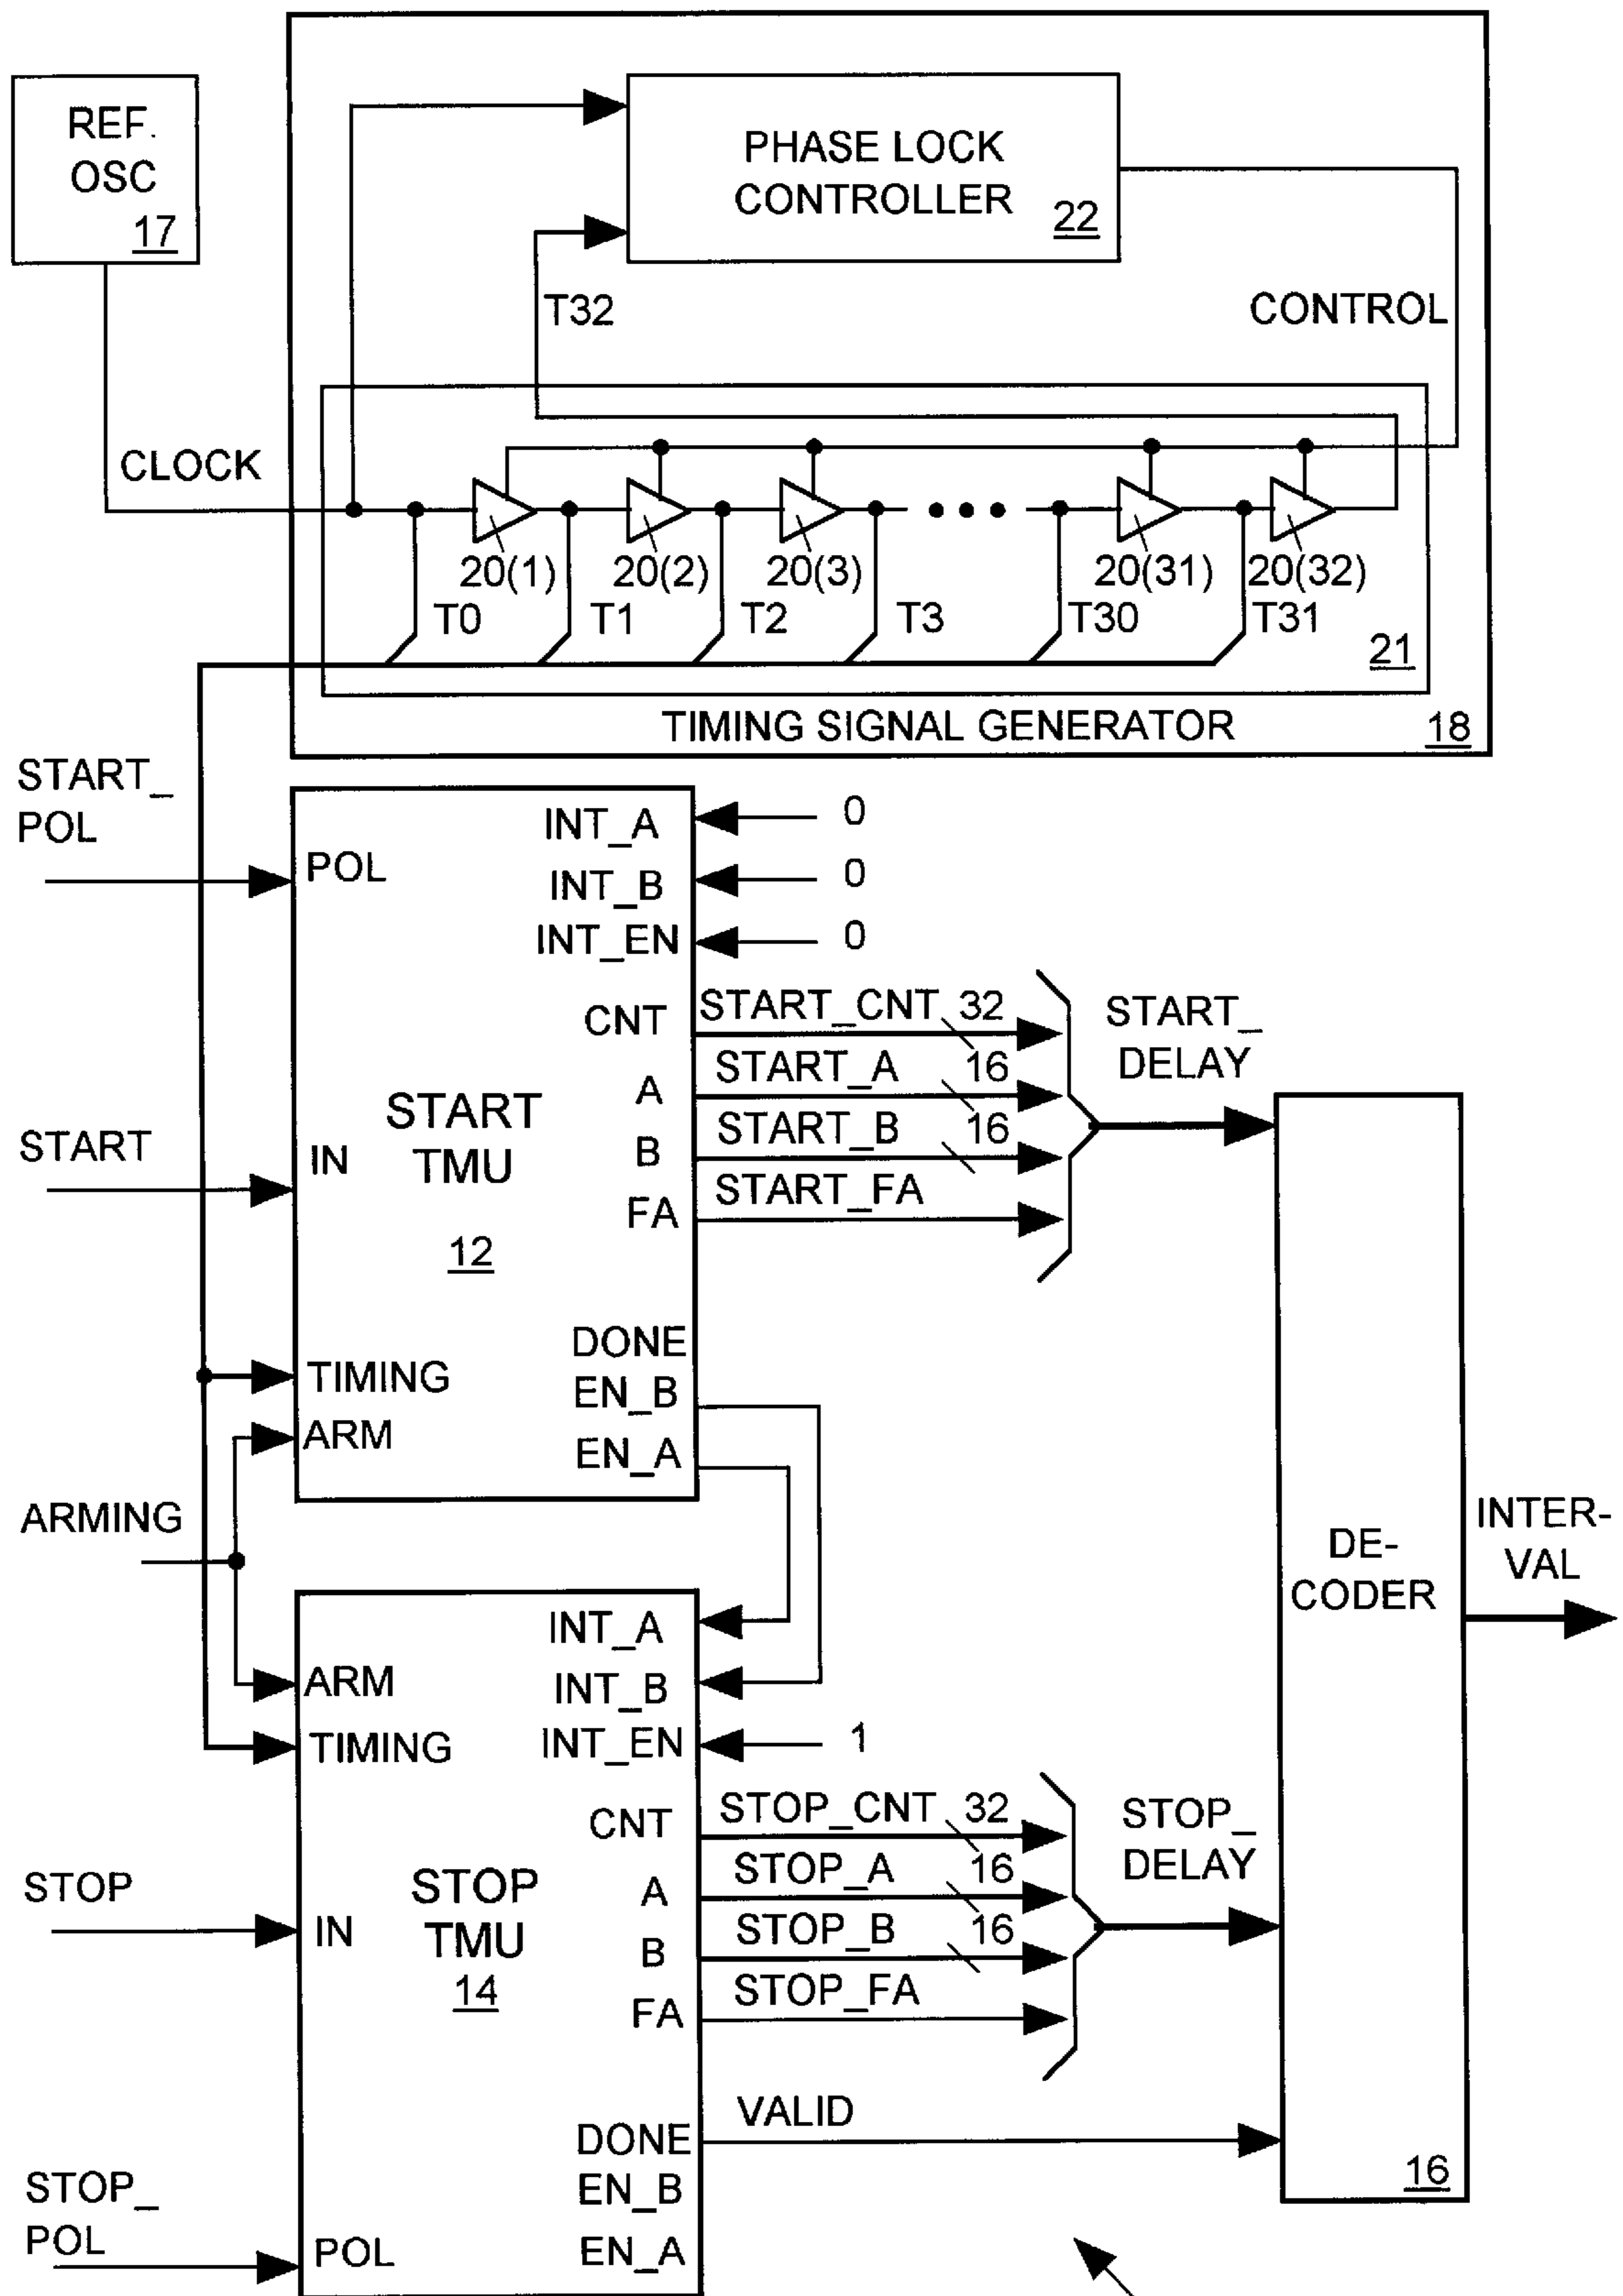 REF.
OSC
17
PHASE LOCK
CONTROLLER
22
T32
CONTROL
CLOCK
20(1)
20(2)
20(3)
20(31)
20(32)
T0
T1
T2
T3
T30
T31
21
TIMING SIGNAL GENERATOR
18
START_
POL
POL
INT_A
0
INT_B
0
INT_EN
0
CNT
START_CNT
32
START_
DELAY
A
START_A
16
START
TMU
12
B
START_B
16
START
IN
FA
START_FA
DONE
TIMING
EN_B
ARM
EN_A
ARMING
INT_A
ARM
INT_B
TIMING
INT_EN
1
CNT
STOP_CNT
32
STOP_
DELAY
STOP
TMU
14
A
STOP_A
16
STOP
IN
B
STOP_B
16
FA
STOP_FA
DE-
CODER
16
INTER-
VAL
DONE
VALID
EN_B
STOP_
POL
POL
EN_A